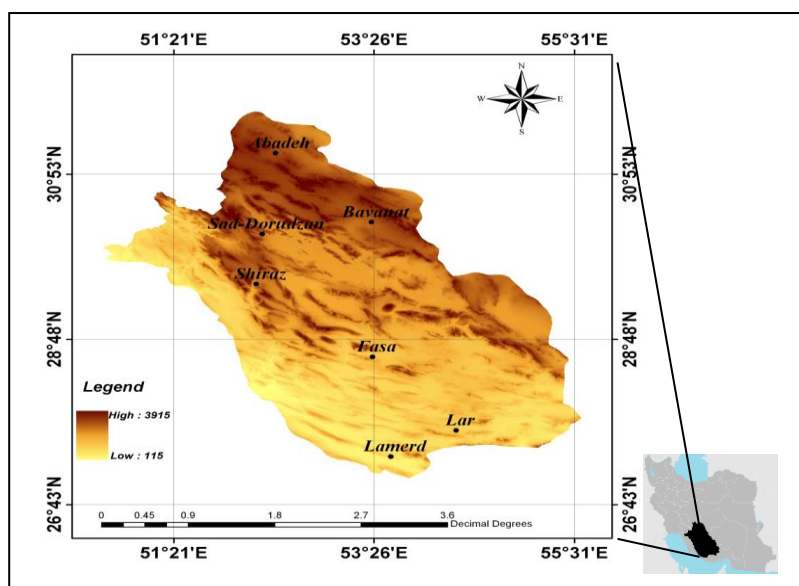 51°21'E 53°26'E 55°31'E
N
W E
S
30°53'N 30°53'N
Abadeh
Bavanat
Sad-Dorudzan
Shiraz
28°48'N 28°48'N
Fasa
Legend
High : 3915
Low : 115
Lar
Lamerd
26°43'N 26°43'N
0 0.45 0.9 1.8 2.7 3.6
Decimal Degrees
51°21'E 53°26'E 55°31'E